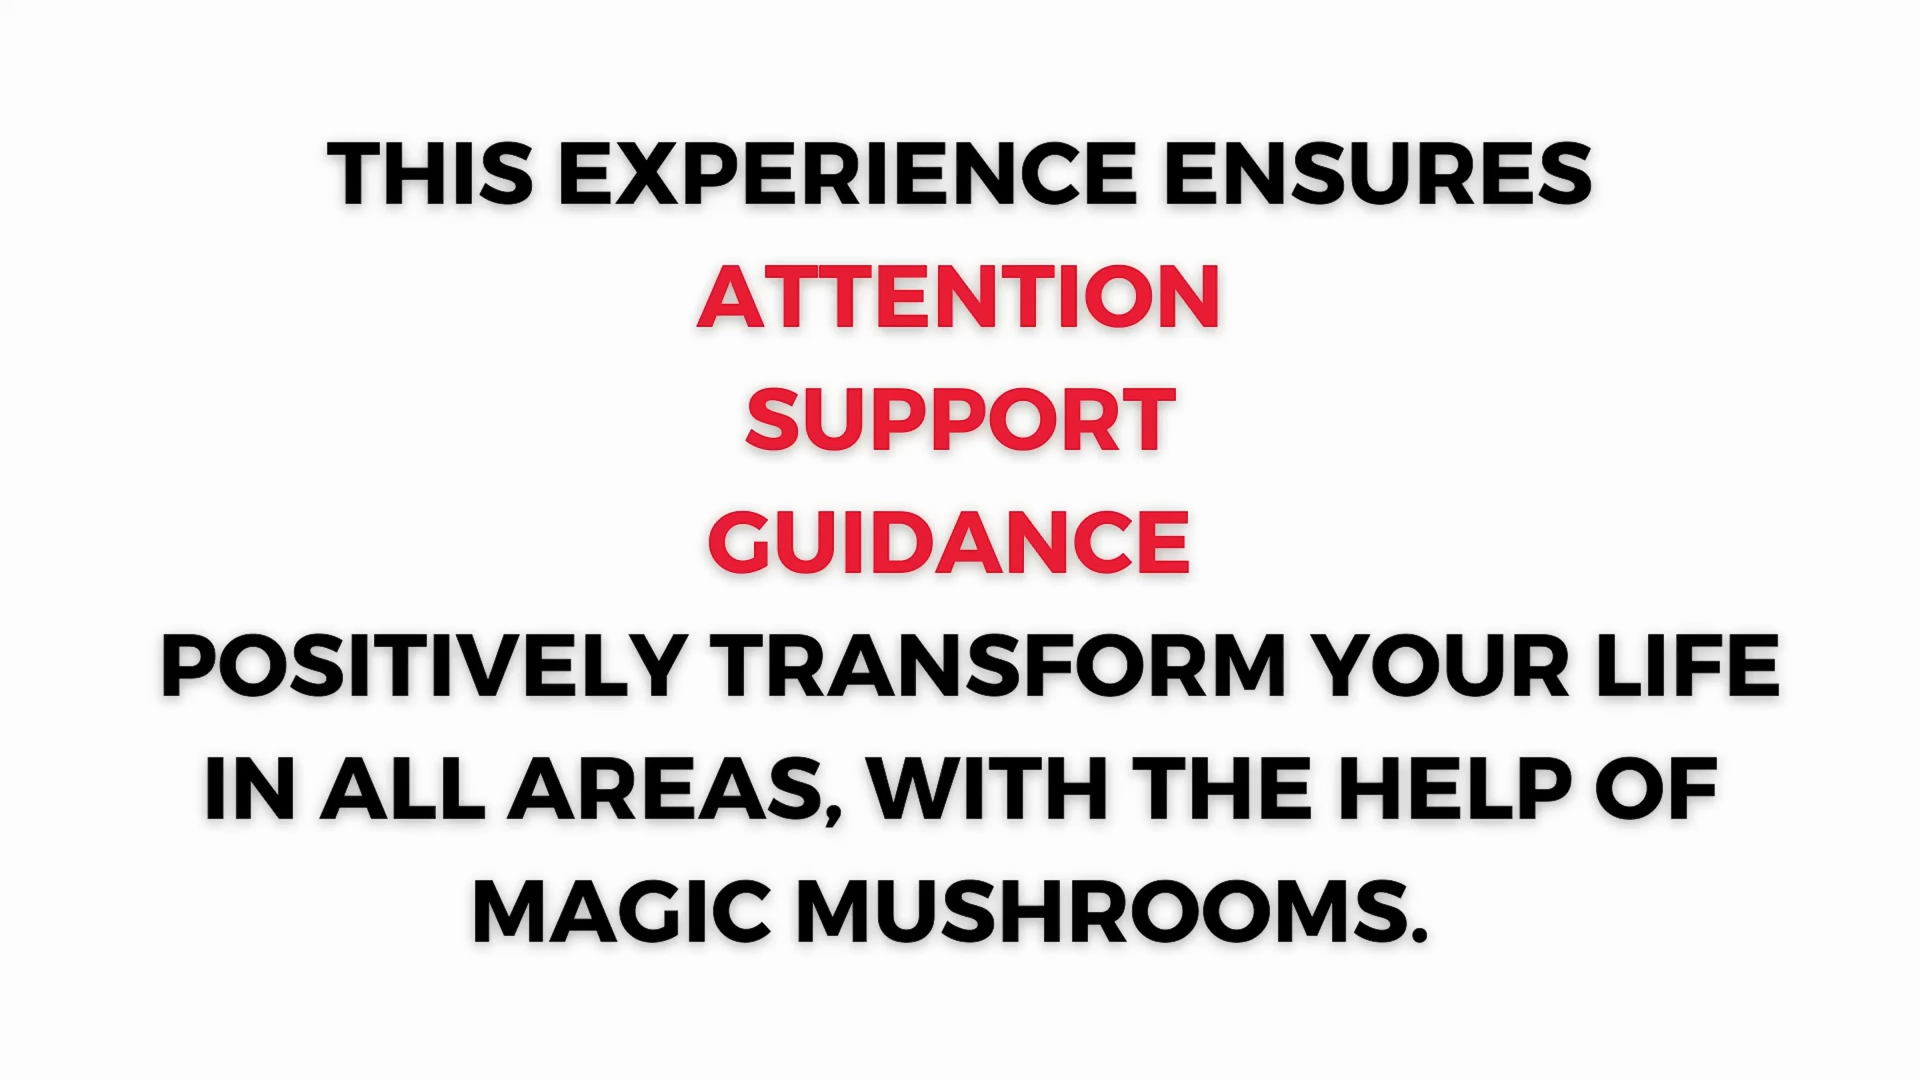 THIS EXPERIENCE ENSURES
ATTENTION
SUPPORT
GUIDANCE
POSITIVELY TRANSFORM YOUR LIFE
IN ALL AREAS, WITH THE HELP OF
MAGIC MUSHROOMS.